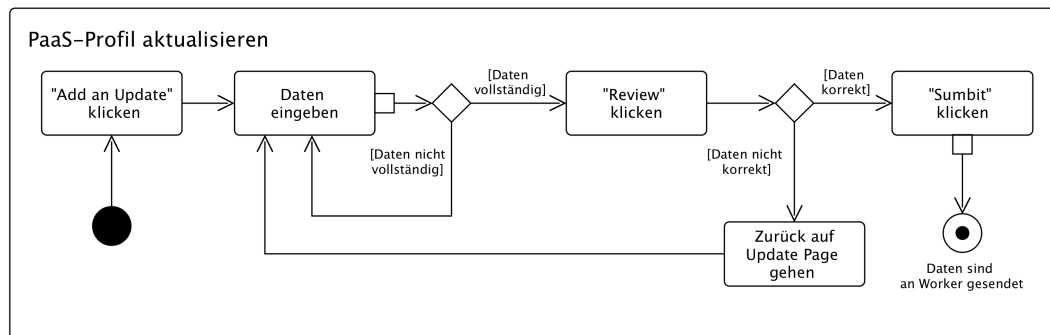 PaaS-Profil aktualisieren
"Add an Update"
klicken
Daten
eingeben
[Daten
vollständig]
[Daten nicht
vollständig]
"Review"
klicken
[Daten
korrekt]
[Daten nicht
korrekt]
"Sumbit"
klicken
Zurück auf
Update Page
gehen
Daten sind
an Worker gesendet